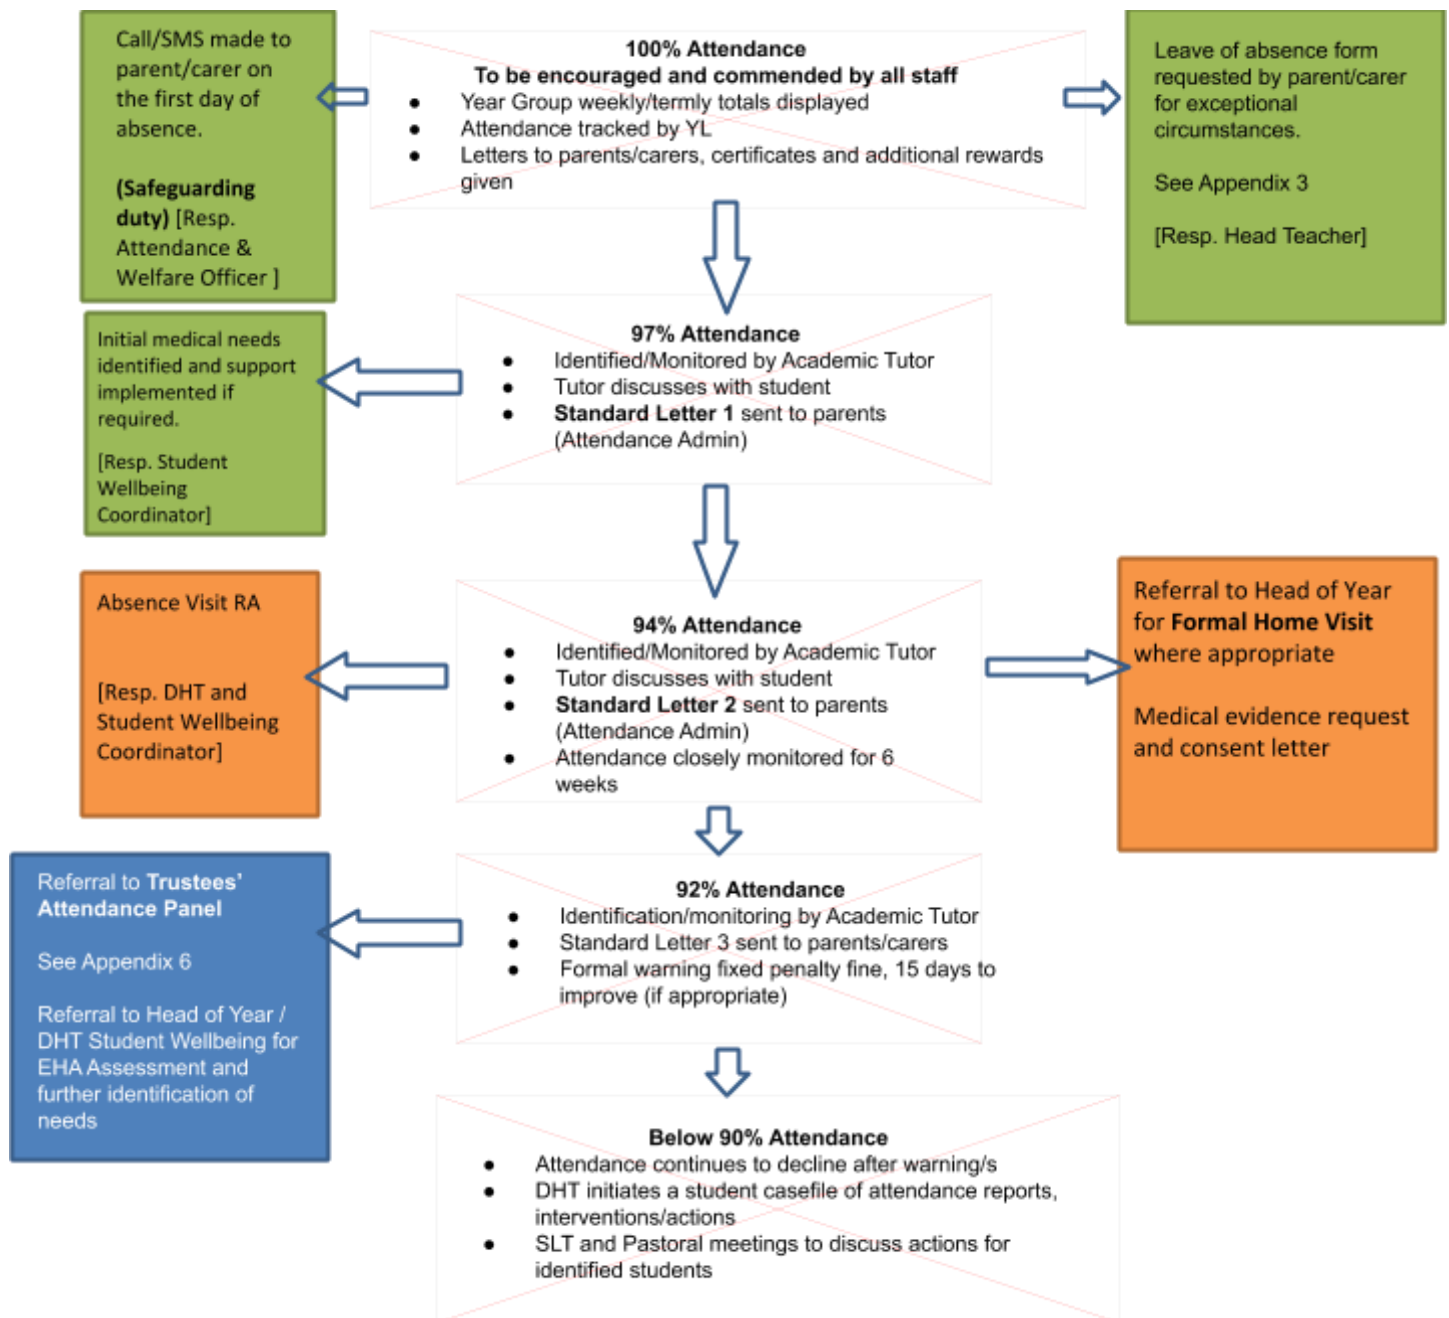 Call/SMS made to
parent/carer on
the first day of
absence.
(Safeguarding
duty) [Resp.
Attendance &
Welfare Officer ]
100% Attendance
To be encouraged and commended by all staff
● Year Group weekly/termly totals displayed
● Attendance tracked by YL
● Letters to parents/carers, certificates and additional rewards
given
Leave of absence form
requested by parent/carer
for exceptional
circumstances.
See Appendix 3
[Resp. Head Teacher]
Initial medical needs
identified and support
implemented if
required.
[Resp. Student
Wellbeing
Coordinator]
97% Attendance
● Identified/Monitored by Academic Tutor
● Tutor discusses with student
● Standard Letter 1 sent to parents
(Attendance Admin)
Absence Visit RA
[Resp. DHT and
Student Wellbeing
Coordinator]
94% Attendance
● Identified/Monitored by Academic Tutor
● Tutor discusses with student
● Standard Letter 2 sent to parents
(Attendance Admin)
● Attendance closely monitored for 6
weeks
Referral to Head of Year
for Formal Home Visit
where appropriate
Medical evidence request
and consent letter
Referral to Trustees’
Attendance Panel
See Appendix 6
Referral to Head of Year /
DHT Student Wellbeing for
EHA Assessment and
further identification of
needs
92% Attendance
● Identification/monitoring by Academic Tutor
● Standard Letter 3 sent to parents/carers
● Formal warning fixed penalty fine, 15 days to
improve (if appropriate)
Below 90% Attendance
● Attendance continues to decline after warning/s
● DHT initiates a student casefile of attendance reports,
interventions/actions
● SLT and Pastoral meetings to discuss actions for
identified students